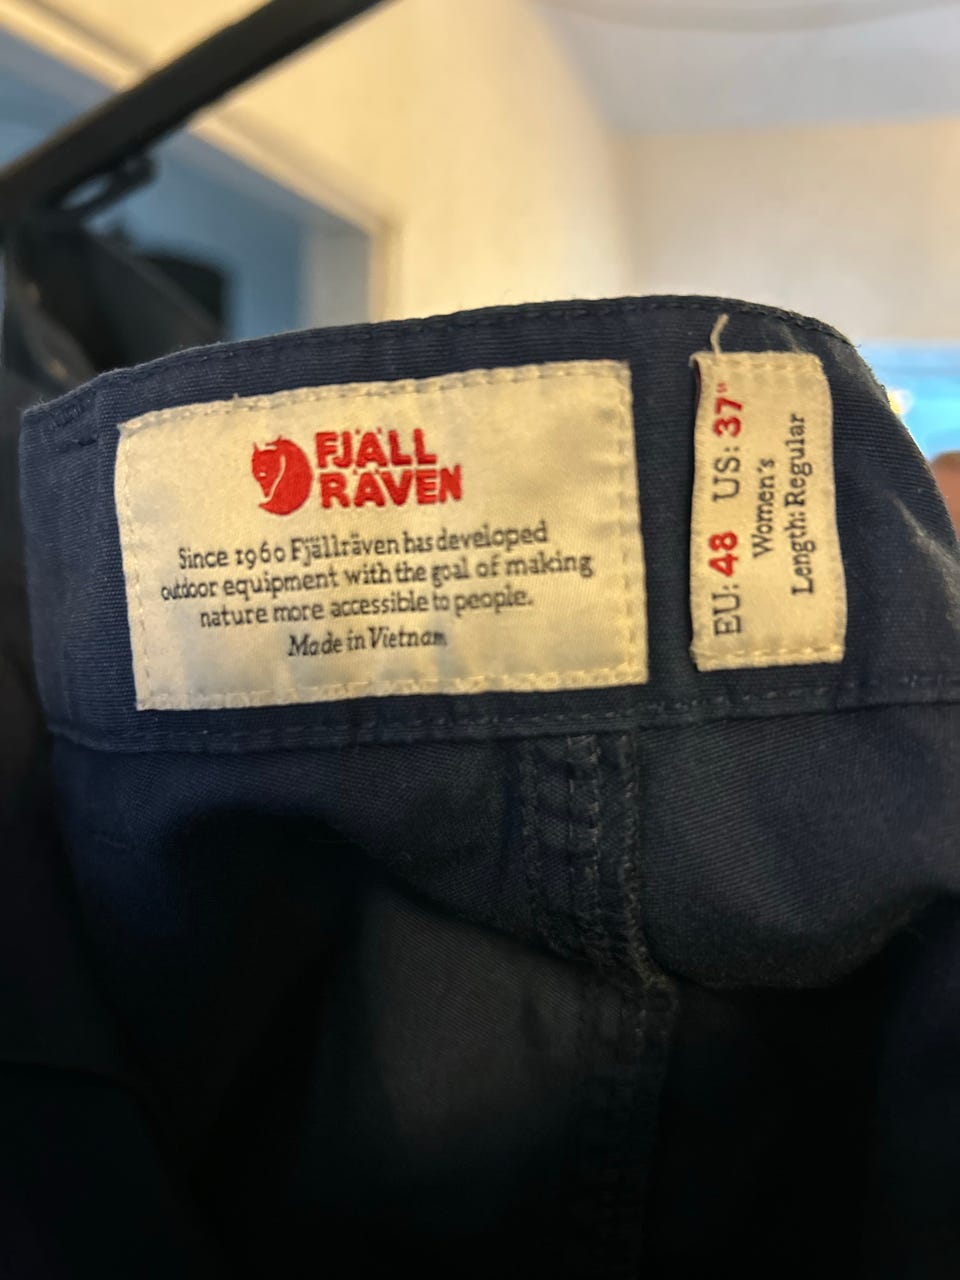 FJÄLL
RÄVEN
Since 1960 Fjällräven has developed
outdoor equipment with the goal of making
nature more accessible to people.
Made in Vietnam
EU: 48 US: 37"
Women's
Length: Regular